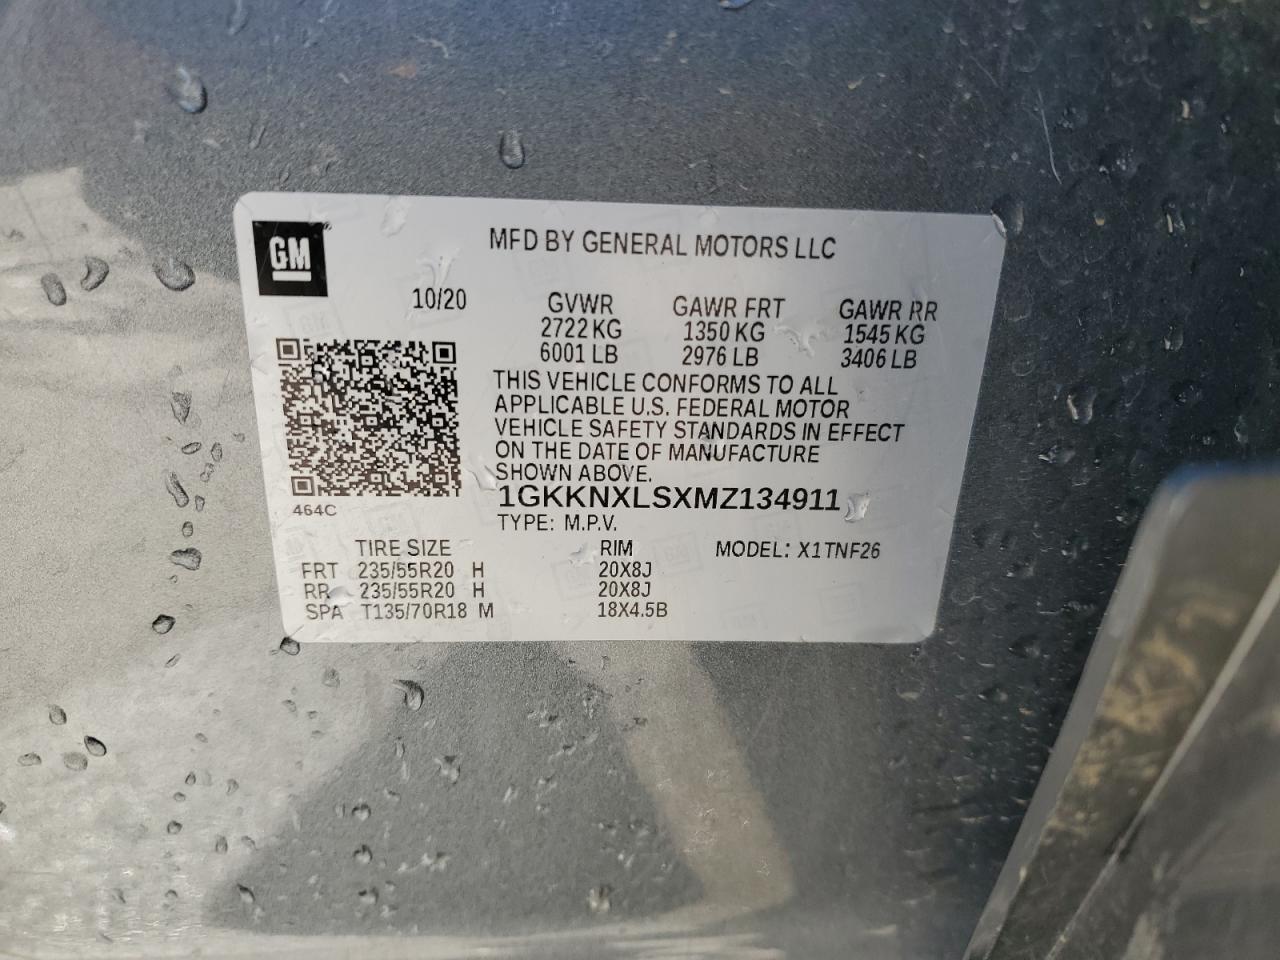 GM
MFD BY GENERAL MOTORS LLC
10/20 GVWR GAWR FRT GAWR RR
2722 KG 1350 KG 1545 KG
6001 LB 2976 LB 3406 LB
THIS VEHICLE CONFORMS TO ALL
APPLICABLE U.S. FEDERAL MOTOR
VEHICLE SAFETY STANDARDS IN EFFECT
ON THE DATE OF MANUFACTURE
SHOWN ABOVE.
464C
1GKKNXLSXMZ134911
TYPE: M.P.V.
TIRE SIZE RIM MODEL: X1TNF26
FRT 235/55R20 H 20X8J
RR 235/55R20 H 20X8J
SPA T135/70R18 M 18X4.5B